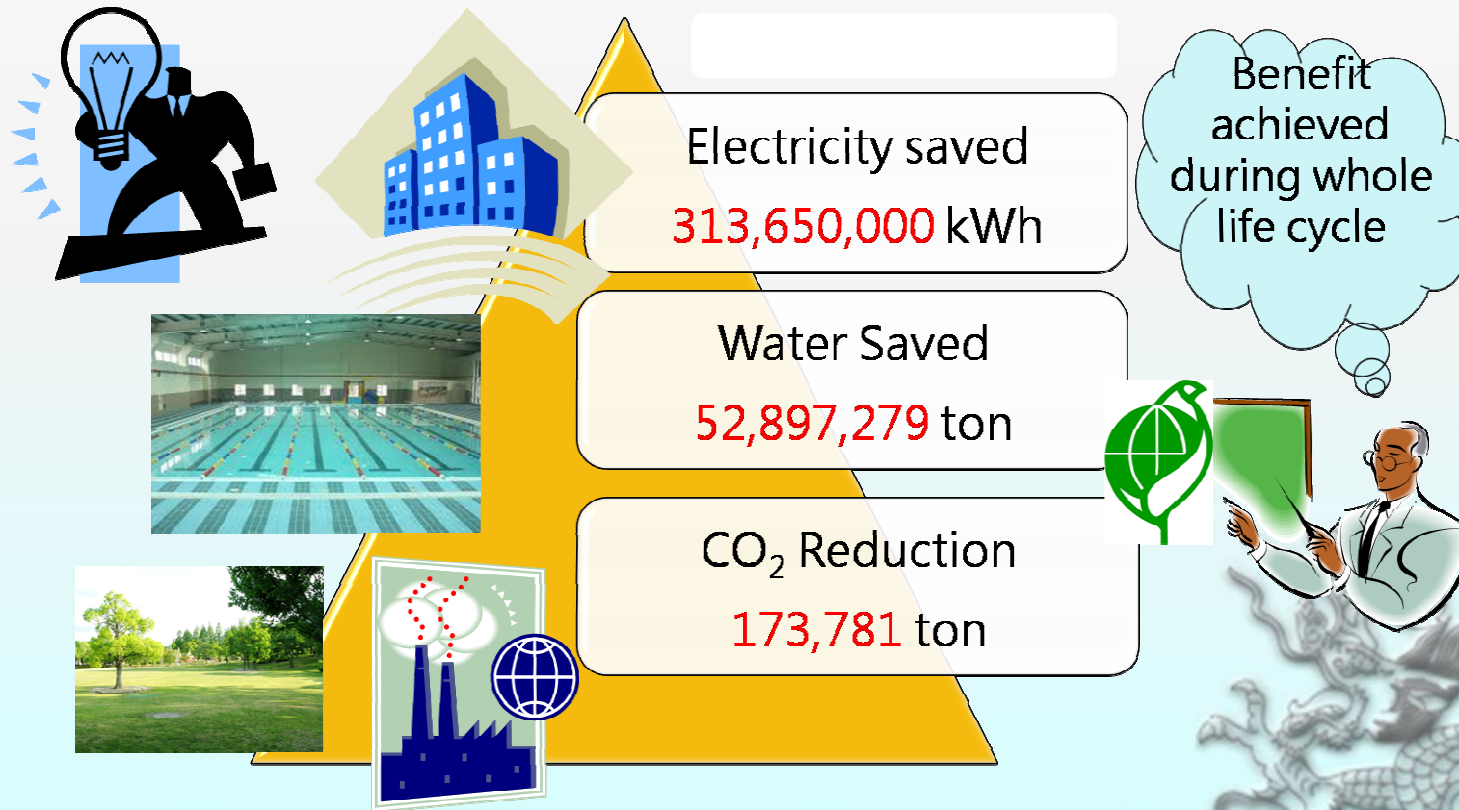 Electricity saved
313,650,000 kWh
Water Saved
52,897,279 ton
CO₂ Reduction
173,781 ton
Benefit
achieved
during whole
life cycle